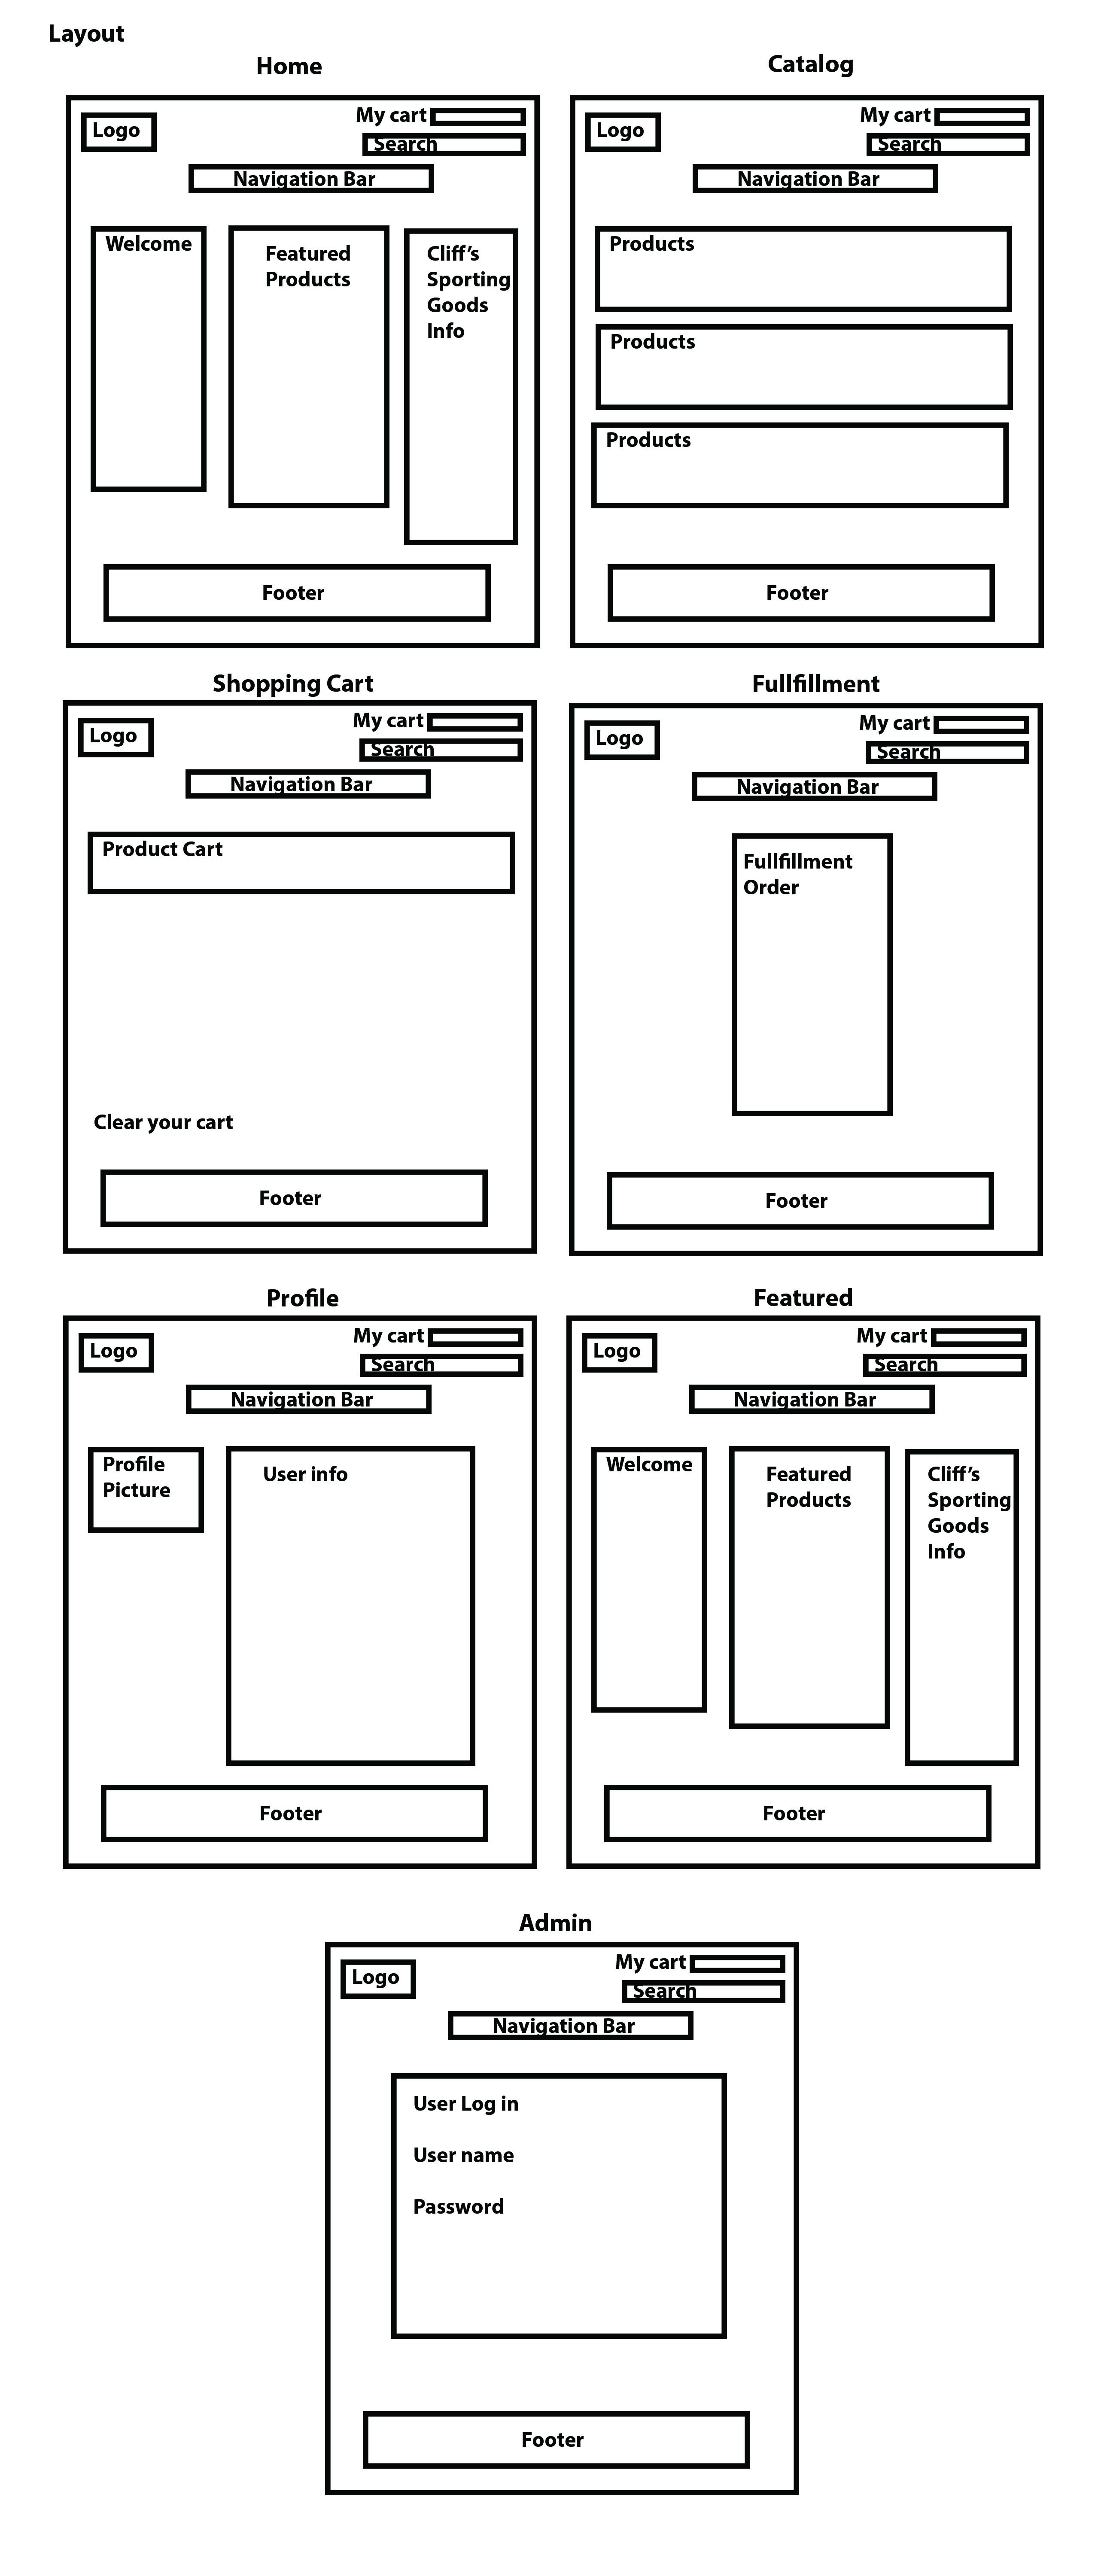 Layout
Home
Logo
My cart
Search
Navigation Bar
Welcome
Featured
Products
Cliff's
Sporting
Goods
Info
Footer
Catalog
Logo
My cart
Search
Navigation Bar
Products
Products
Products
Footer
Shopping Cart
Logo
My cart
Search
Navigation Bar
Product Cart
Clear your cart
Footer
Fullfillment
Logo
My cart
Search
Navigation Bar
Fullfillment
Order
Footer
Profile
Logo
My cart
Search
Navigation Bar
Profile
Picture
User info
Footer
Featured
Logo
My cart
Search
Navigation Bar
Welcome
Featured
Products
Cliff's
Sporting
Goods
Info
Footer
Admin
Logo
My cart
Search
Navigation Bar
User Log in
User name
Password
Footer